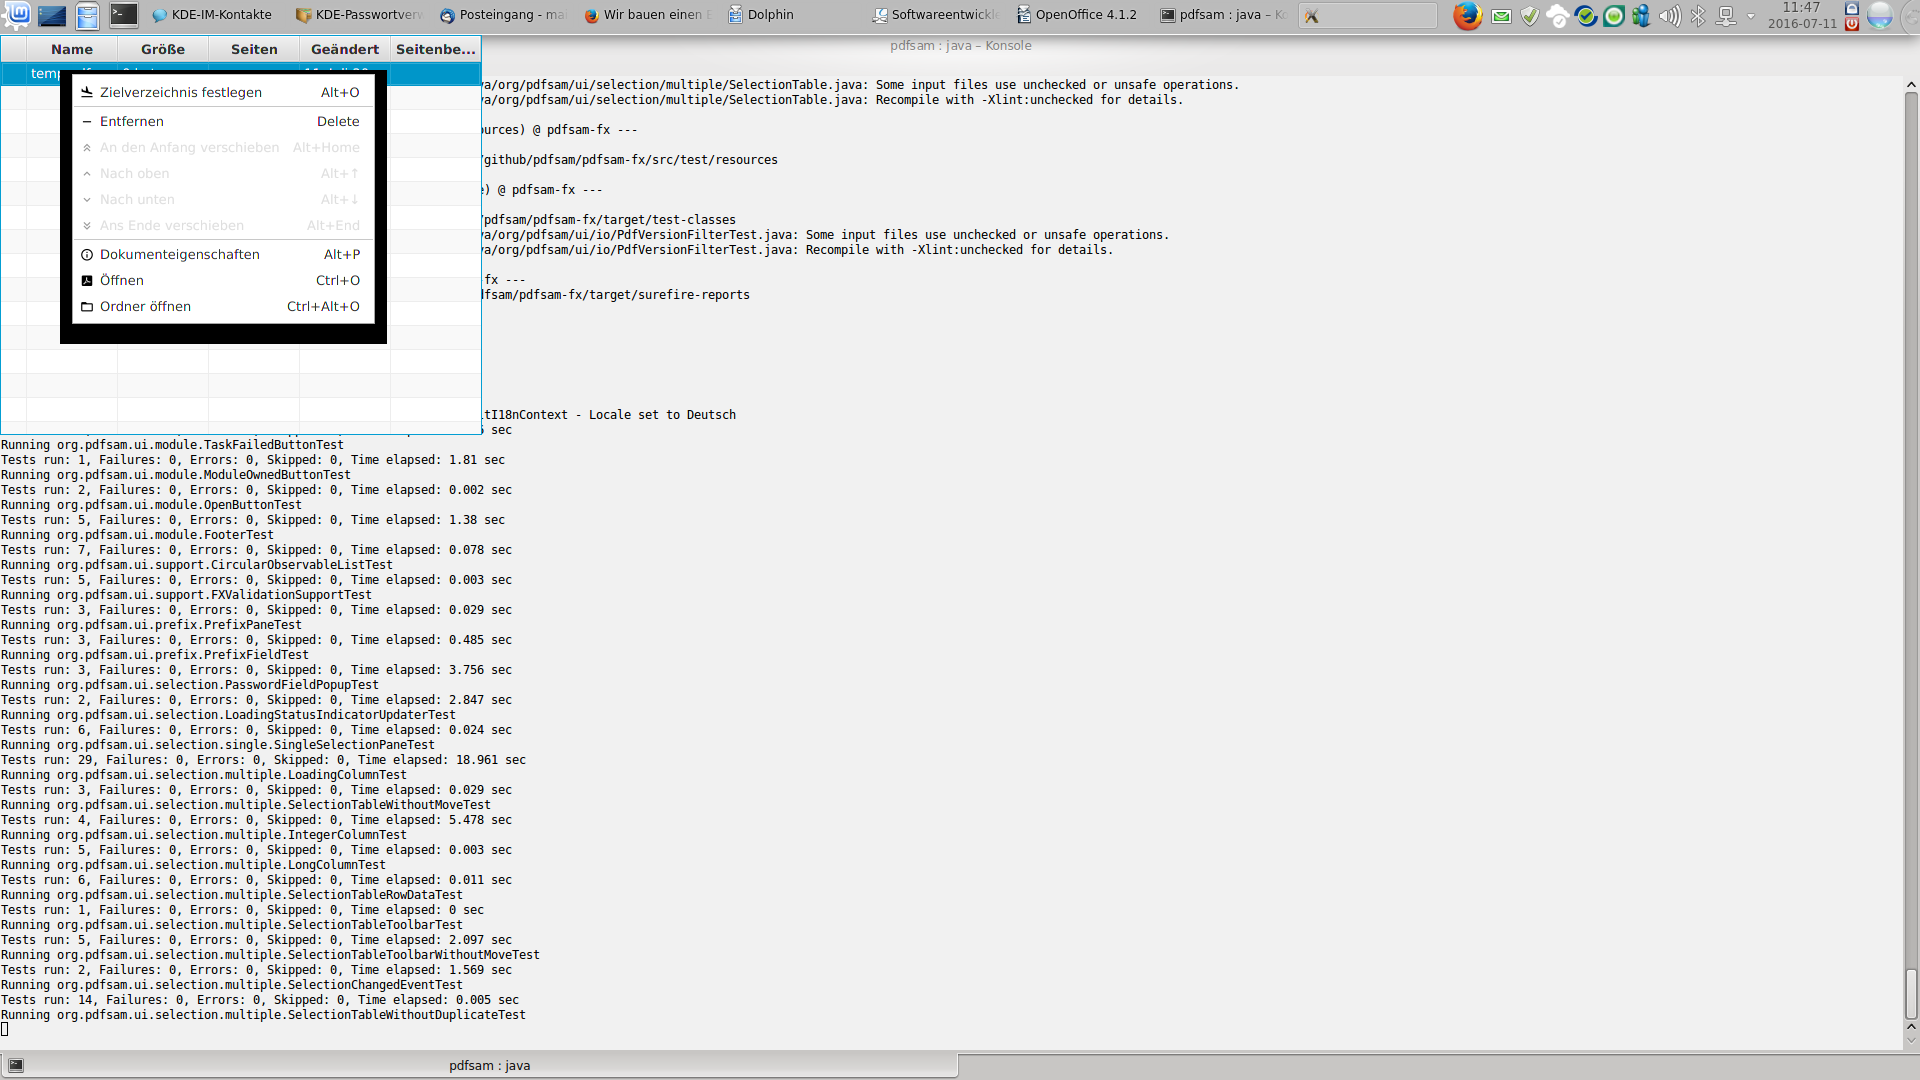 KDE-IM-Kontakte
KDE-Passwortverw
Posteingang - mai
Wir bauen einen E
Dolphin
Softwareentwickle
OpenOffice 4.1.2
pdfsam : java – Ko
11:47
2016-07-11
pdfsam : java – Konsole
Name Größe Seiten Geändert Seitenbe...
Zielverzeichnis festlegen Alt+O
Entfernen Delete
An den Anfang verschieben Alt+Home
Nach oben Alt+↑
Nach unten Alt+↓
Ans Ende verschieben Alt+End
Dokumenteigenschaften Alt+P
Öffnen Ctrl+O
Ordner öffnen Ctrl+Alt+O
va/org/pdfsam/ui/selection/multiple/SelectionTable.java: Some input files use unchecked or unsafe operations.
va/org/pdfsam/ui/selection/multiple/SelectionTable.java: Recompile with -Xlint:unchecked for details.
ources) @ pdfsam-fx ---
/github/pdfsam/pdfsam-fx/src/test/resources
e) @ pdfsam-fx ---
/pdfsam/pdfsam-fx/target/test-classes
va/org/pdfsam/ui/io/PdfVersionFilterTest.java: Some input files use unchecked or unsafe operations.
va/org/pdfsam/ui/io/PdfVersionFilterTest.java: Recompile with -Xlint:unchecked for details.
-fx ---
dfsam/pdfsam-fx/target/surefire-reports
ltI18nContext - Locale set to Deutsch
sec
Running org.pdfsam.ui.module.TaskFailedButtonTest
Tests run: 1, Failures: 0, Errors: 0, Skipped: 0, Time elapsed: 1.81 sec
Running org.pdfsam.ui.module.ModuleOwnedButtonTest
Tests run: 2, Failures: 0, Errors: 0, Skipped: 0, Time elapsed: 0.002 sec
Running org.pdfsam.ui.module.OpenButtonTest
Tests run: 5, Failures: 0, Errors: 0, Skipped: 0, Time elapsed: 1.38 sec
Running org.pdfsam.ui.module.FooterTest
Tests run: 7, Failures: 0, Errors: 0, Skipped: 0, Time elapsed: 0.078 sec
Running org.pdfsam.ui.support.CircularObservableListTest
Tests run: 5, Failures: 0, Errors: 0, Skipped: 0, Time elapsed: 0.003 sec
Running org.pdfsam.ui.support.FXValidationSupportTest
Tests run: 3, Failures: 0, Errors: 0, Skipped: 0, Time elapsed: 0.029 sec
Running org.pdfsam.ui.prefix.PrefixPaneTest
Tests run: 3, Failures: 0, Errors: 0, Skipped: 0, Time elapsed: 0.485 sec
Running org.pdfsam.ui.prefix.PrefixFieldTest
Tests run: 3, Failures: 0, Errors: 0, Skipped: 0, Time elapsed: 3.756 sec
Running org.pdfsam.ui.selection.PasswordFieldPopupTest
Tests run: 2, Failures: 0, Errors: 0, Skipped: 0, Time elapsed: 2.847 sec
Running org.pdfsam.ui.selection.LoadingStatusIndicatorUpdaterTest
Tests run: 6, Failures: 0, Errors: 0, Skipped: 0, Time elapsed: 0.024 sec
Running org.pdfsam.ui.selection.single.SingleSelectionPaneTest
Tests run: 29, Failures: 0, Errors: 0, Skipped: 0, Time elapsed: 18.961 sec
Running org.pdfsam.ui.selection.multiple.LoadingColumnTest
Tests run: 3, Failures: 0, Errors: 0, Skipped: 0, Time elapsed: 0.029 sec
Running org.pdfsam.ui.selection.multiple.SelectionTableWithoutMoveTest
Tests run: 4, Failures: 0, Errors: 0, Skipped: 0, Time elapsed: 5.478 sec
Running org.pdfsam.ui.selection.multiple.IntegerColumnTest
Tests run: 5, Failures: 0, Errors: 0, Skipped: 0, Time elapsed: 0.003 sec
Running org.pdfsam.ui.selection.multiple.LongColumnTest
Tests run: 6, Failures: 0, Errors: 0, Skipped: 0, Time elapsed: 0.011 sec
Running org.pdfsam.ui.selection.multiple.SelectionTableRowDataTest
Tests run: 1, Failures: 0, Errors: 0, Skipped: 0, Time elapsed: 0 sec
Running org.pdfsam.ui.selection.multiple.SelectionTableToolbarTest
Tests run: 5, Failures: 0, Errors: 0, Skipped: 0, Time elapsed: 2.097 sec
Running org.pdfsam.ui.selection.multiple.SelectionTableToolbarWithoutMoveTest
Tests run: 2, Failures: 0, Errors: 0, Skipped: 0, Time elapsed: 1.569 sec
Running org.pdfsam.ui.selection.multiple.SelectionChangedEventTest
Tests run: 14, Failures: 0, Errors: 0, Skipped: 0, Time elapsed: 0.005 sec
Running org.pdfsam.ui.selection.multiple.SelectionTableWithoutDuplicateTest
pdfsam : java